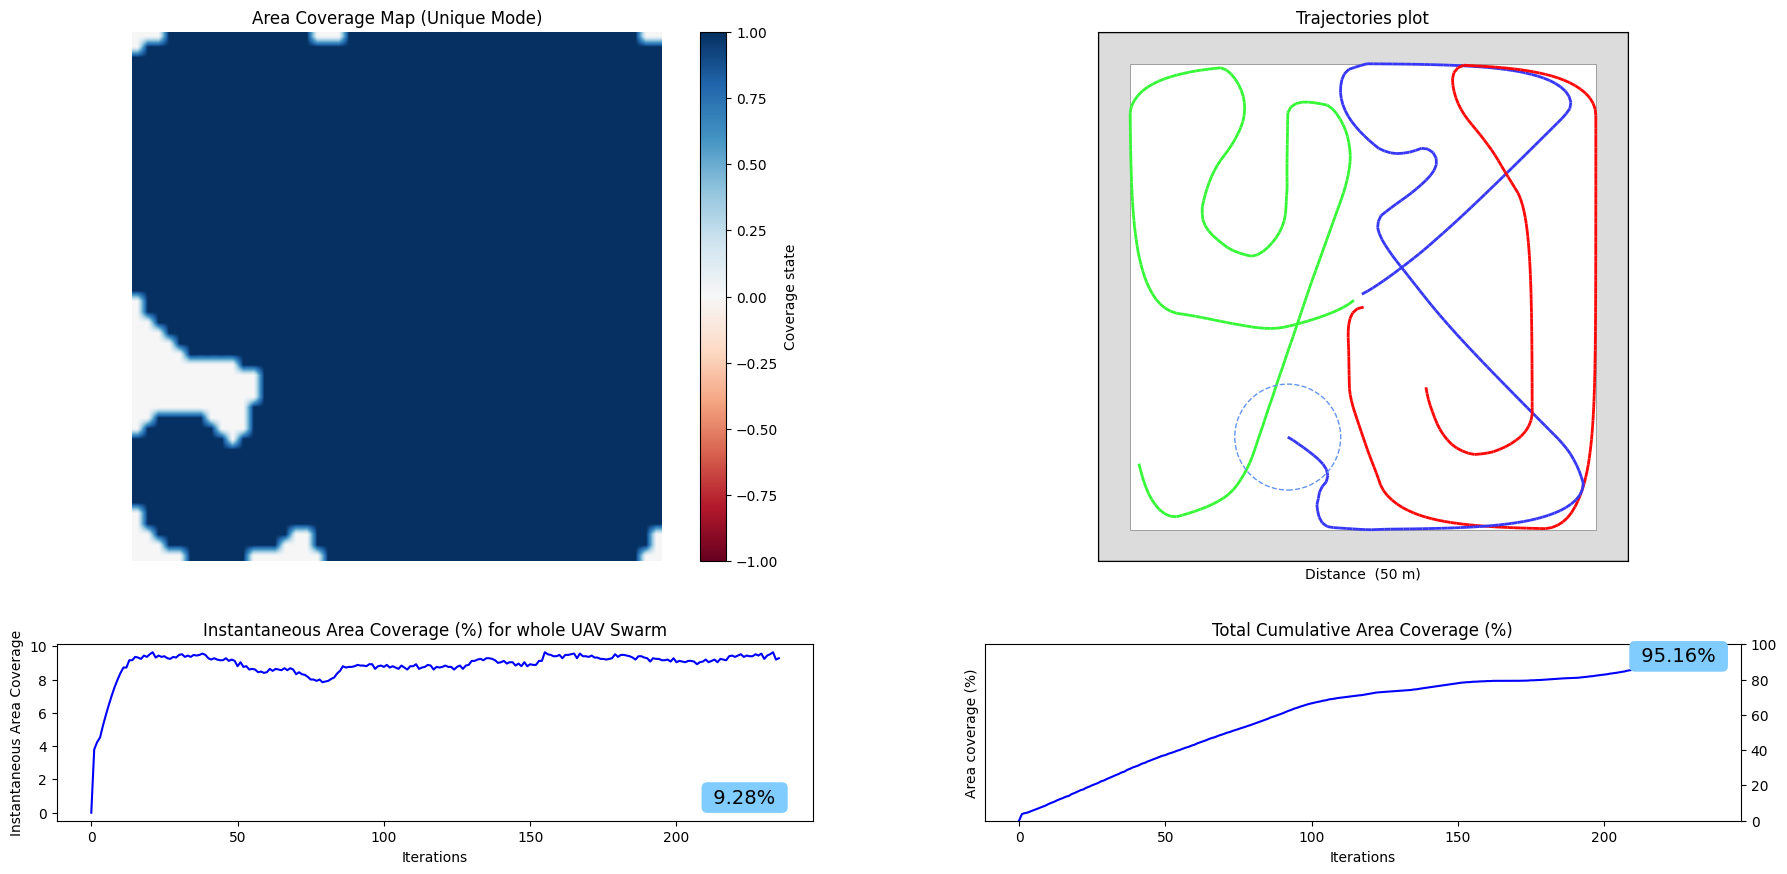 Area Coverage Map (Unique Mode)
1.00
0.75
0.50
0.25
0.00
−0.25
−0.50
−0.75
−1.00
Coverage state
Trajectories plot
Distance  (50 m)
Instantaneous Area Coverage (%) for whole UAV Swarm
Instantaneous Area Coverage
10
8
6
4
2
0
9.28%
0 50 100 150 200
Iterations
Total Cumulative Area Coverage (%)
Area coverage (%)
95.16%
100
80
60
40
20
0
0 50 100 150 200
Iterations